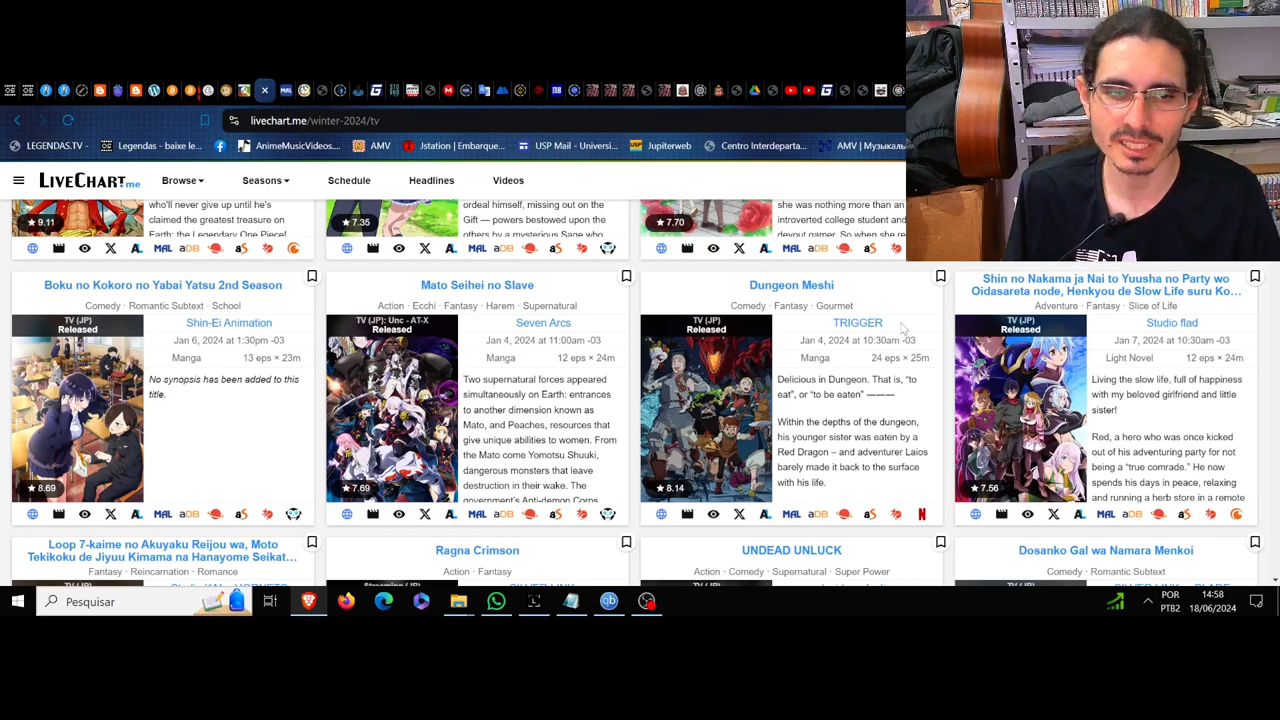 livechart.me/winter-2024/tv
LEGENDAS.TV -
Legendas - baixe le...
AnimeMusicVideos....
AMV
Jstation | Embarque...
USP Mail - Universi...
Jupiterweb
Centro Interdeparta...
AMV | Музыкаль
LIVECHART.me
Browse
Seasons
Schedule
Headlines
Videos
★ 9.11
who'll never give up until he's
claimed the greatest treasure on
Earth: the Legendary One Piece!
★ 7.35
ordeal himself, missing out on the
Gift — powers bestowed upon the
others by a mysterious Sage who
★ 7.70
she was nothing more than an
introverted college student and
devout gamer. So when she re
Boku no Kokoro no Yabai Yatsu 2nd Season
Comedy · Romantic Subtext · School
TV (JP)
Released
Shin-Ei Animation
Jan 6, 2024 at 1:30pm -03
Manga 13 eps × 23m
No synopsis has been added to this
title.
★ 8.69
Mato Seihei no Slave
Action · Ecchi · Fantasy · Harem · Supernatural
TV (JP): Unc - AT-X
Released
Seven Arcs
Jan 4, 2024 at 11:00am -03
Manga 12 eps × 24m
Two supernatural forces appeared
simultaneously on Earth: entrances
to another dimension known as
Mato, and Peaches, resources that
give unique abilities to women. From
the Mato come Yomotsu Shuuki,
dangerous monsters that leave
destruction in their wake. The
government's Anti-demon Corps
★ 7.69
Dungeon Meshi
Comedy · Fantasy · Gourmet
TV (JP)
Released
TRIGGER
Jan 4, 2024 at 10:30am -03
Manga 24 eps × 25m
Delicious in Dungeon. That is, "to
eat", or "to be eaten" ———
Within the depths of the dungeon,
his younger sister was eaten by a
Red Dragon – and adventurer Laios
barely made it back to the surface
with his life.
★ 8.14
Shin no Nakama ja Nai to Yuusha no Party wo
Oidasareta node, Henkyou de Slow Life suru Ko...
Adventure · Fantasy · Slice of Life
TV (JP)
Released
Studio flad
Jan 7, 2024 at 10:30am -03
Light Novel 12 eps × 24m
Living the slow life, full of happiness
with my beloved girlfriend and little
sister!
Red, a hero who was once kicked
out of his adventuring party for not
being a "true comrade." He now
spends his days in peace, relaxing
and running a herb store in a remote
★ 7.56
Loop 7-kaime no Akuyaku Reijou wa, Moto
Tekikoku de Jiyuu Kimama na Hanayome Seikat...
Fantasy · Reincarnation · Romance
Ragna Crimson
Action · Fantasy
UNDEAD UNLUCK
Action · Comedy · Supernatural · Super Power
Dosanko Gal wa Namara Menkoi
Comedy · Romantic Subtext
Pesquisar
POR
PTB2
14:58
18/06/2024